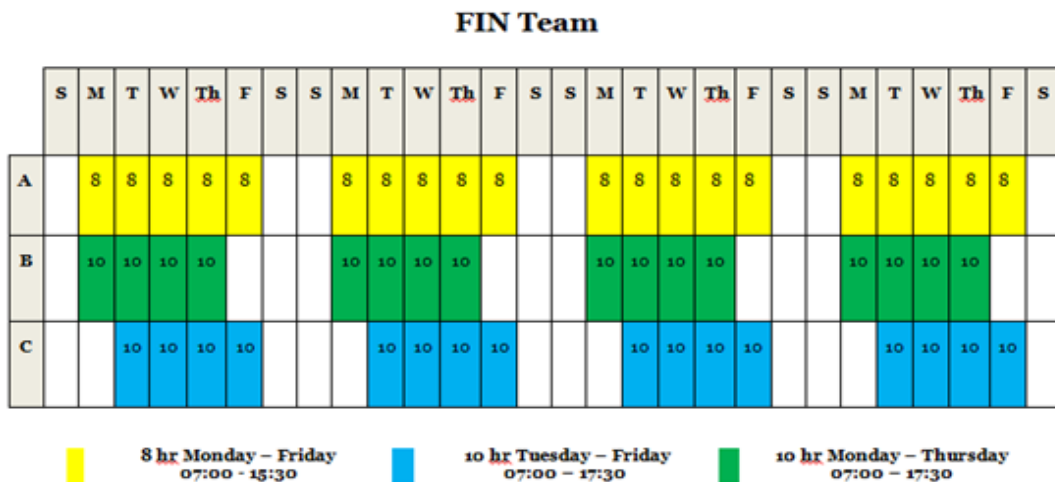 FIN Team
S M T W Th F S S M T W Th F S S M T W Th F S S M T W Th F S
A 8 8 8 8 8 8 8 8 8 8 8 8 8 8 8 8 8 8 8 8
B 10 10 10 10 10 10 10 10 10 10 10 10 10 10 10 10
C 10 10 10 10 10 10 10 10 10 10 10 10 10 10 10 10
8 hr Monday – Friday 10 hr Tuesday – Friday 10 hr Monday – Thursday
07:00 - 15:30 07:00 – 17:30 07:00 – 17:30